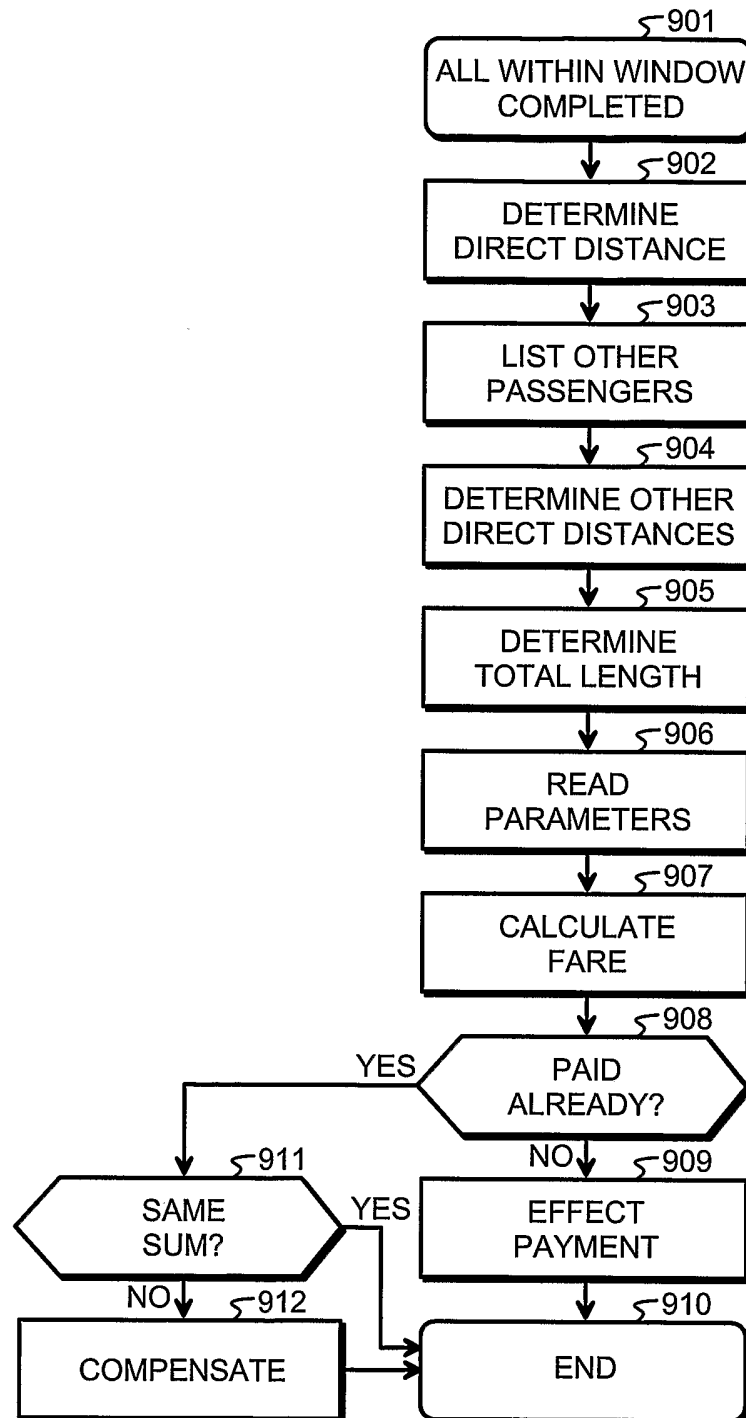 901
ALL WITHIN WINDOW
COMPLETED
902
DETERMINE
DIRECT DISTANCE
903
LIST OTHER
PASSENGERS
904
DETERMINE OTHER
DIRECT DISTANCES
905
DETERMINE
TOTAL LENGTH
906
READ
PARAMETERS
907
CALCULATE
FARE
908
YES
PAID
ALREADY?
911
NO
909
SAME
SUM?
YES
EFFECT
PAYMENT
NO
912
910
COMPENSATE
END